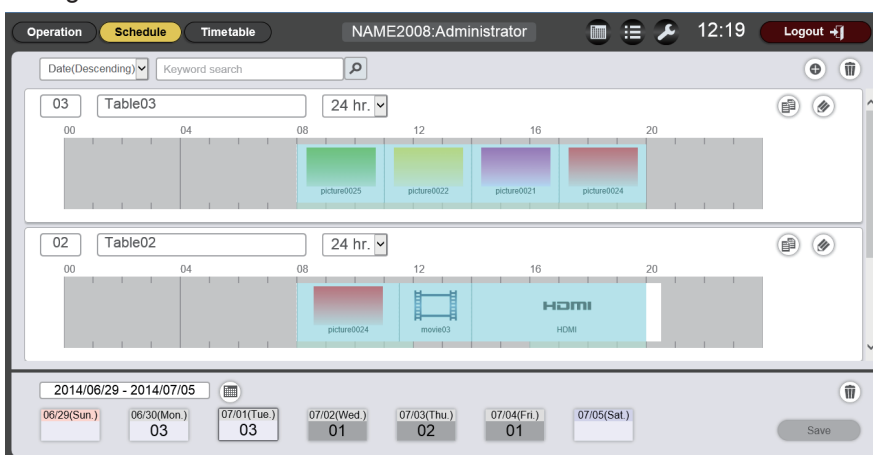 Operation Schedule Timetable NAME2008:Administrator 12:19 Logout
Date(Descending) Keyword search
03 Table03 24 hr.
00 04 08 12 16 20
picture0025 picture0022 picture0021 picture0024
02 Table02 24 hr.
00 04 08 12 16 20
HDMI
picture0024 movie03 HDMI
2014/06/29 - 2014/07/05
06/29(Sun.) 06/30(Mon.) 07/01(Tue.) 07/02(Wed.) 07/03(Thu.) 07/04(Fri.) 07/05(Sat.)
03 03 01 02 01 Save